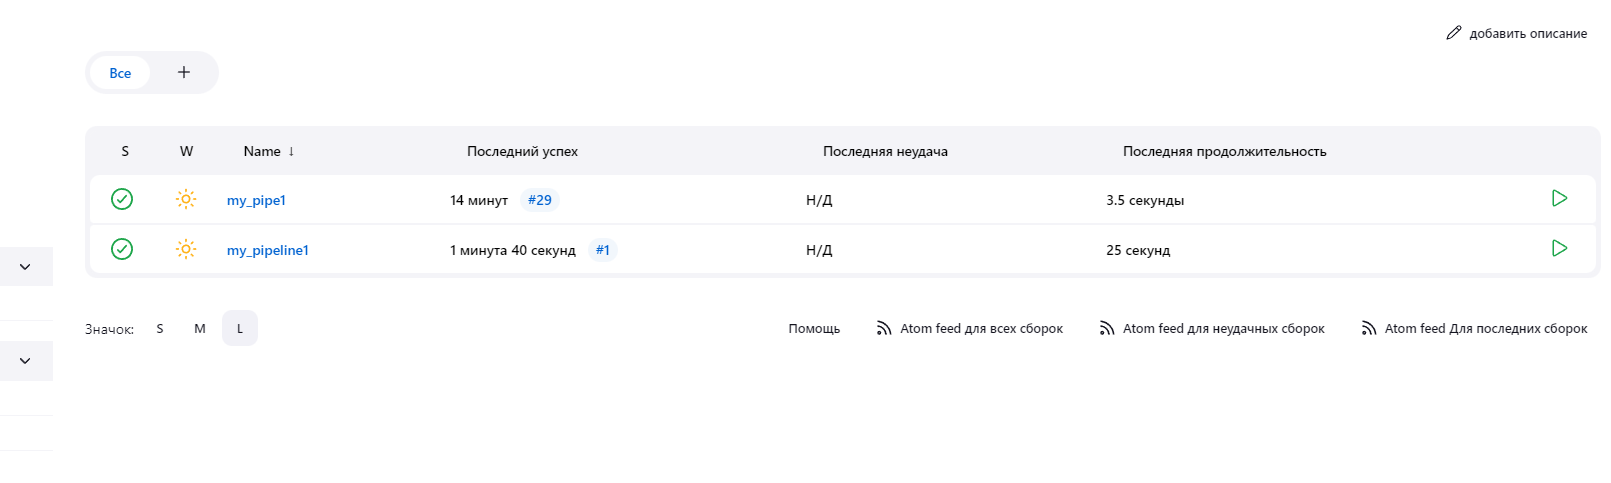 добавить описание
Все +
S W Name ↓ Последний успех Последняя неудача Последняя продолжительность
my_pipe1 14 минут #29 Н/Д 3.5 секунды
my_pipeline1 1 минута 40 секунд #1 Н/Д 25 секунд
Значок: S M L Помощь Atom feed для всех сборок Atom feed для неудачных сборок Atom feed Для последних сборок